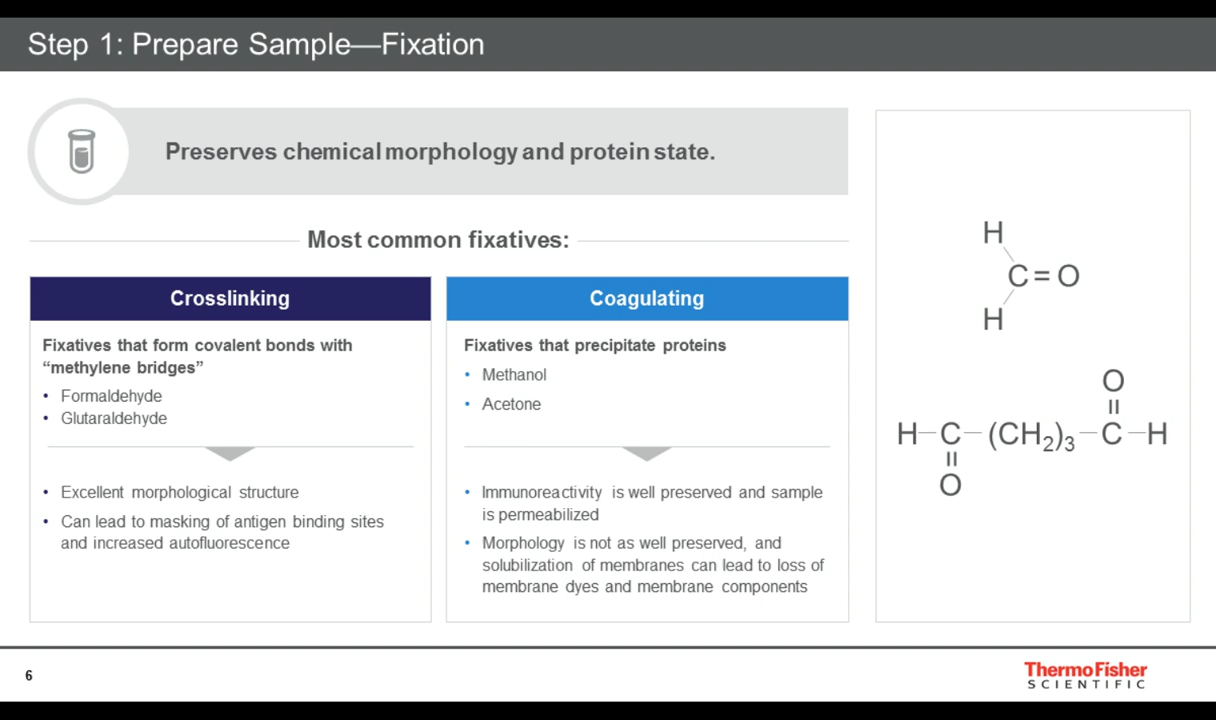 Step 1: Prepare Sample—Fixation
Preserves chemical morphology and protein state.
Most common fixatives:
Crosslinking
Fixatives that form covalent bonds with
“methylene bridges”
• Formaldehyde
• Glutaraldehyde
• Excellent morphological structure
• Can lead to masking of antigen binding sites
and increased autofluorescence
Coagulating
Fixatives that precipitate proteins
• Methanol
• Acetone
• Immunoreactivity is well preserved and sample
is permeabilized
• Morphology is not as well preserved, and
solubilization of membranes can lead to loss of
membrane dyes and membrane components
H
C=O
H
O
H–C–(CH₂)₃–C–H
O
6
ThermoFisher
SCIENTIFIC